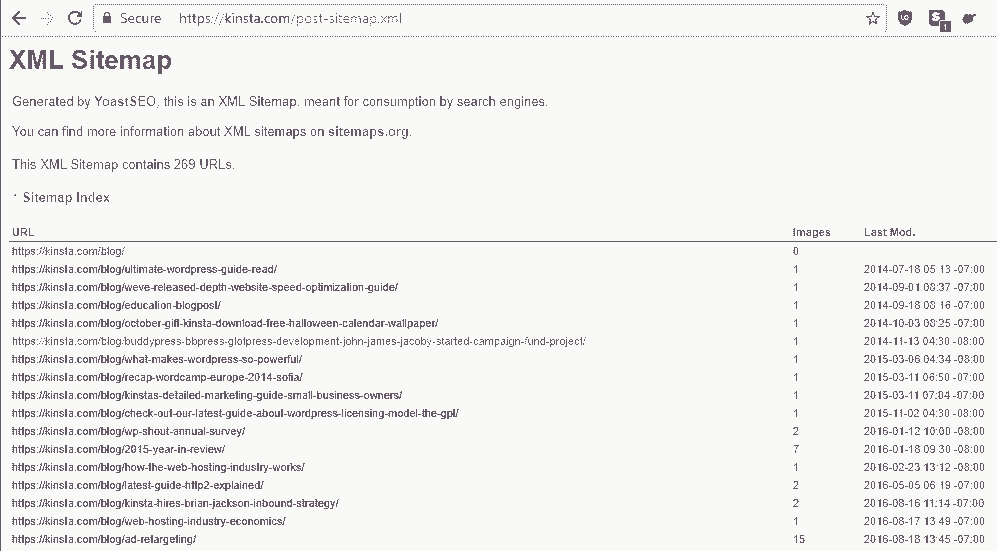 Secure https://kinsta.com/post-sitemap.xml
XML Sitemap
Generated by YoastSEO, this is an XML Sitemap. meant for consumption by search engines.
You can find more information about XML sitemaps on sitemaps.org.
This XML Sitemap contains 269 URLs.
Sitemap Index
URL Images Last Mod.
https://kinsta.com/blog/ 0
https://kinsta.com/blog/ultimate-wordpress-guide-read/ 1 2014-07-18 05:13 -07:00
https://kinsta.com/blog/weve-released-depth-website-speed-optimization-guide/ 1 2014-09-01 08:37 -07:00
https://kinsta.com/blog/education-blogpost/ 1 2014-09-18 08:16 -07:00
https://kinsta.com/blog/october-gift-kinsta-download-free-halloween-calendar-wallpaper/ 1 2014-10-03 08:25 -07:00
https://kinsta.com/blog/buddypress-bbpress-glotpress-development-john-james-jacoby-started-campaign-fund-project/ 1 2014-11-13 04:30 -08:00
https://kinsta.com/blog/what-makes-wordpress-so-powerful/ 1 2015-03-06 04:34 -08:00
https://kinsta.com/blog/recap-wordcamp-europe-2014-sofia/ 1 2015-03-11 06:50 -07:00
https://kinsta.com/blog/kinstas-detailed-marketing-guide-small-business-owners/ 1 2015-03-11 07:04 -07:00
https://kinsta.com/blog/check-out-our-latest-guide-about-wordpress-licensing-model-the-gpl/ 1 2015-11-02 04:30 -08:00
https://kinsta.com/blog/wp-shout-annual-survey/ 2 2016-01-12 10:00 -08:00
https://kinsta.com/blog/2015-year-in-review/ 7 2016-01-18 09:30 -08:00
https://kinsta.com/blog/how-the-web-hosting-industry-works/ 1 2016-02-23 13:12 -08:00
https://kinsta.com/blog/latest-guide-http2-explained/ 2 2016-05-05 06:19 -07:00
https://kinsta.com/blog/kinsta-hires-brian-jackson-inbound-strategy/ 2 2016-08-16 11:14 -07:00
https://kinsta.com/blog/web-hosting-industry-economics/ 1 2016-08-17 13:49 -07:00
https://kinsta.com/blog/ad-retargeting/ 15 2016-08-18 13:45 -07:00